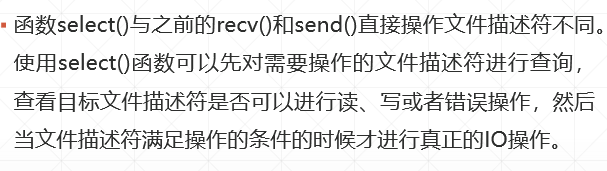 函数select()与之前的recv()和send()直接操作文件描述符不同。
使用select()函数可以先对需要操作的文件描述符进行查询，
查看目标文件描述符是否可以进行读、写或者错误操作，然后
当文件描述符满足操作的条件的时候才进行真正的IO操作。